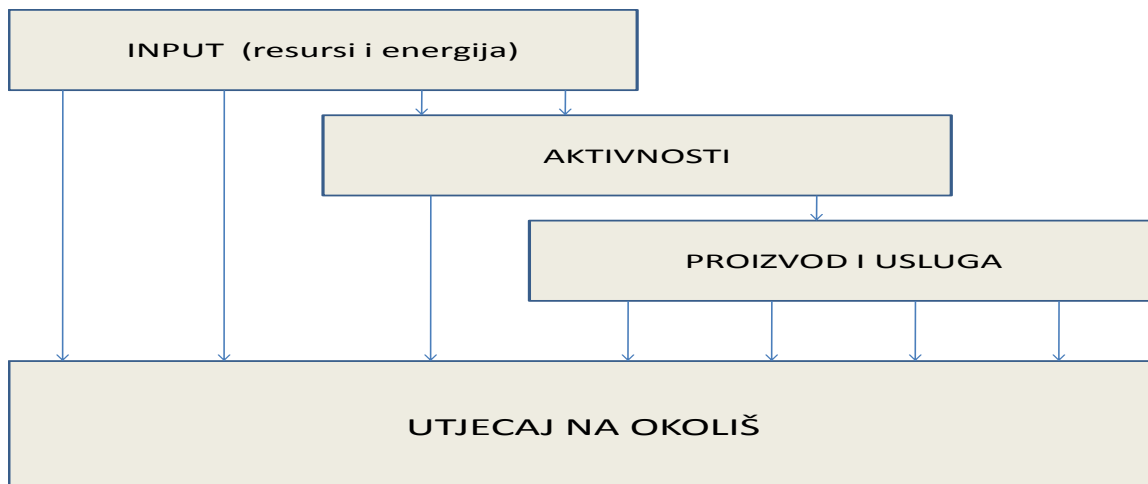 INPUT (resursi i energija)
AKTIVNOSTI
PROIZVOD I USLUGA
UTJECAJ NA OKOLIŠ